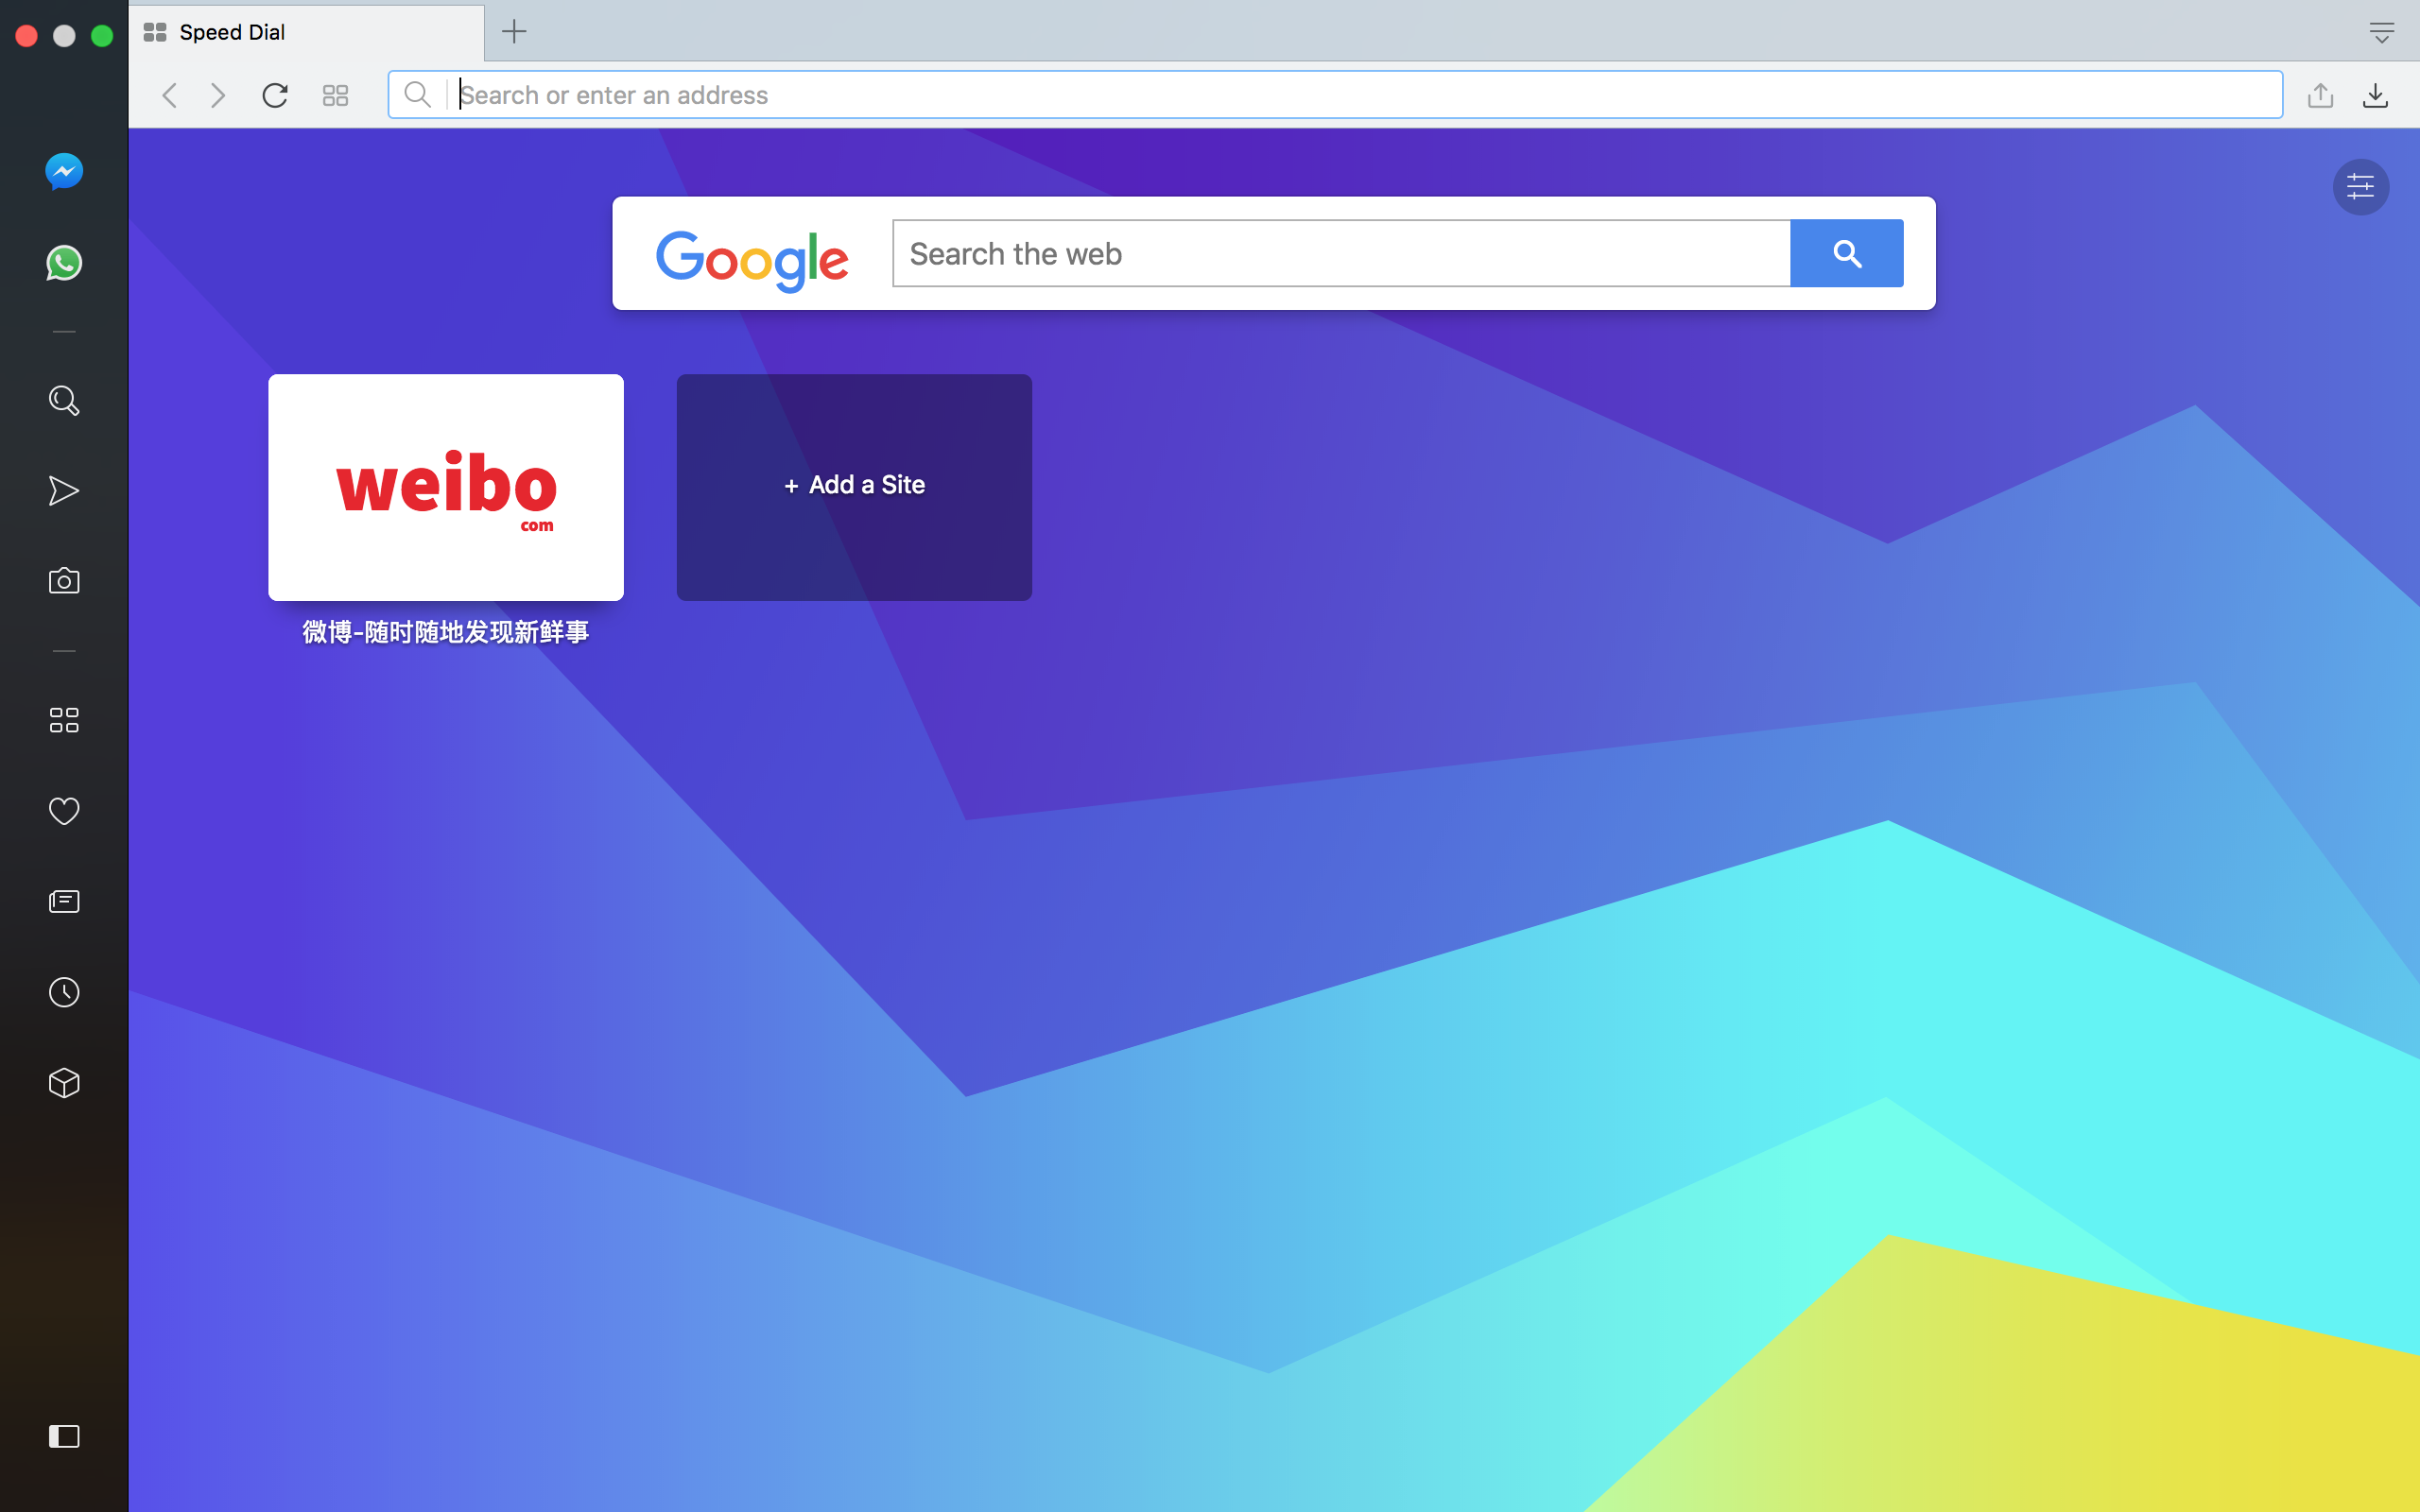 Speed Dial
Search or enter an address
Google
Search the web
weibo
com
+ Add a Site
微博-随时随地发现新鲜事